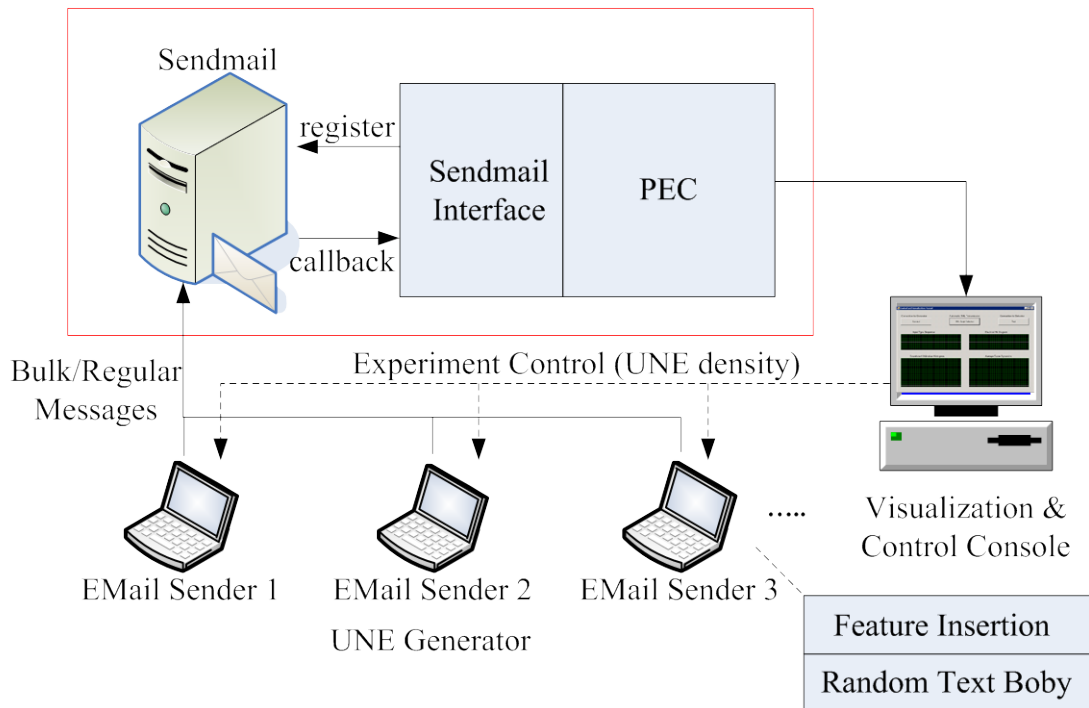 Sendmail
register
callback
Sendmail
Interface
PEC
Bulk/Regular
Messages
Experiment Control (UNE density)
EMail Sender 1
EMail Sender 2
EMail Sender 3
.....
UNE Generator
Visualization &
Control Console
Feature Insertion
Random Text Boby